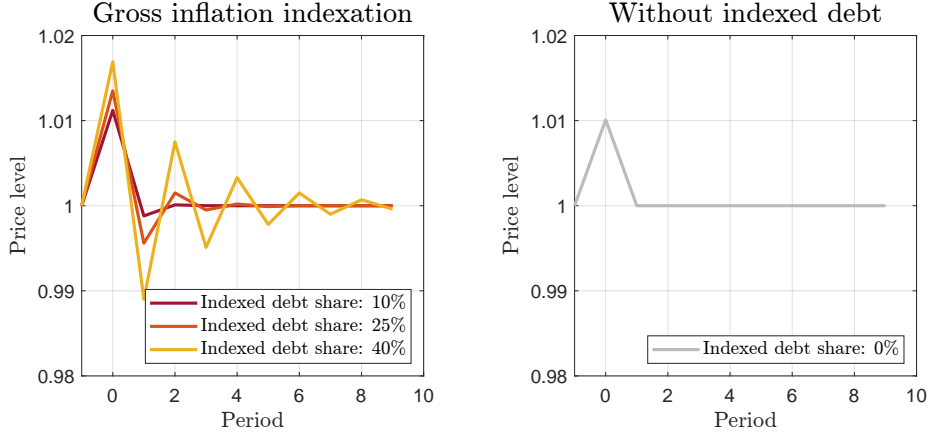 Gross inflation indexation
1.02
1.01
1
0.99
0.98
Price level
0
2
4
6
8
10
Period
Indexed debt share: 10%
Indexed debt share: 25%
Indexed debt share: 40%
Without indexed debt
1.02
1.01
1
0.99
0.98
Price level
0
2
4
6
8
10
Period
Indexed debt share: 0%